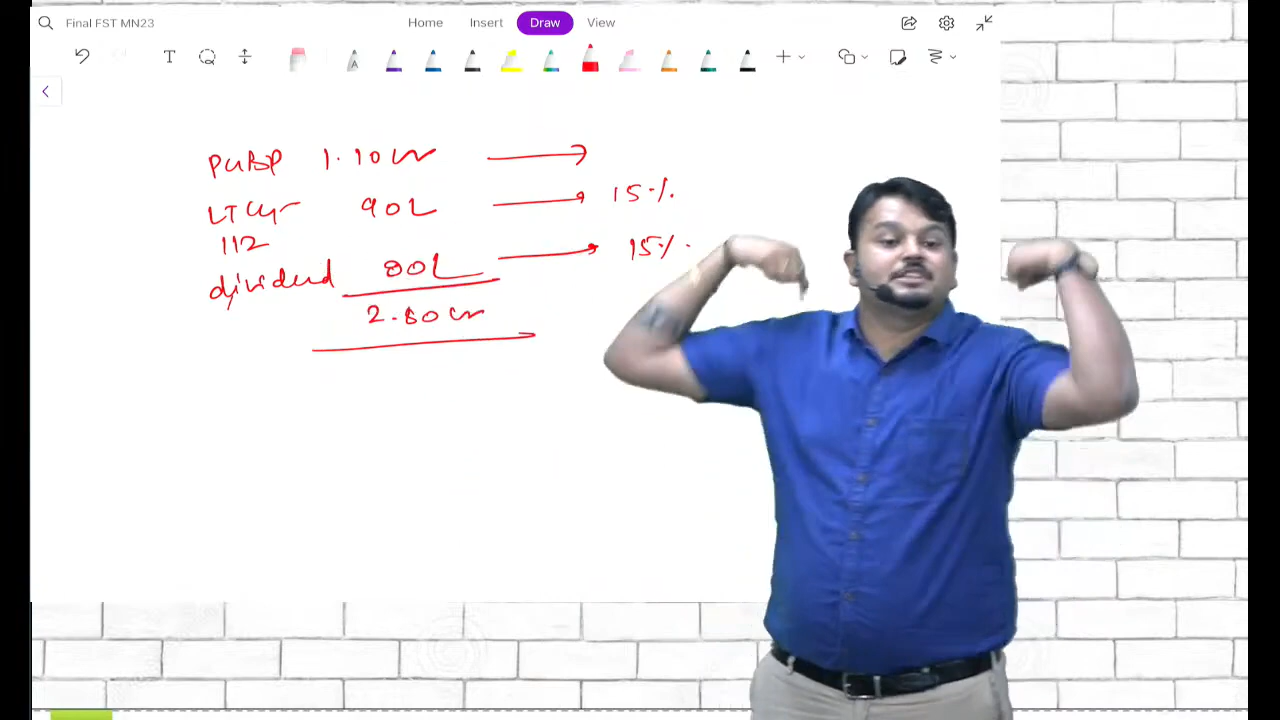 Final FST MN23
Home Insert Draw View
PGBP 1.10 cr
LTCG 90L 15%
112
dividend 80L 15%
2.80 cr